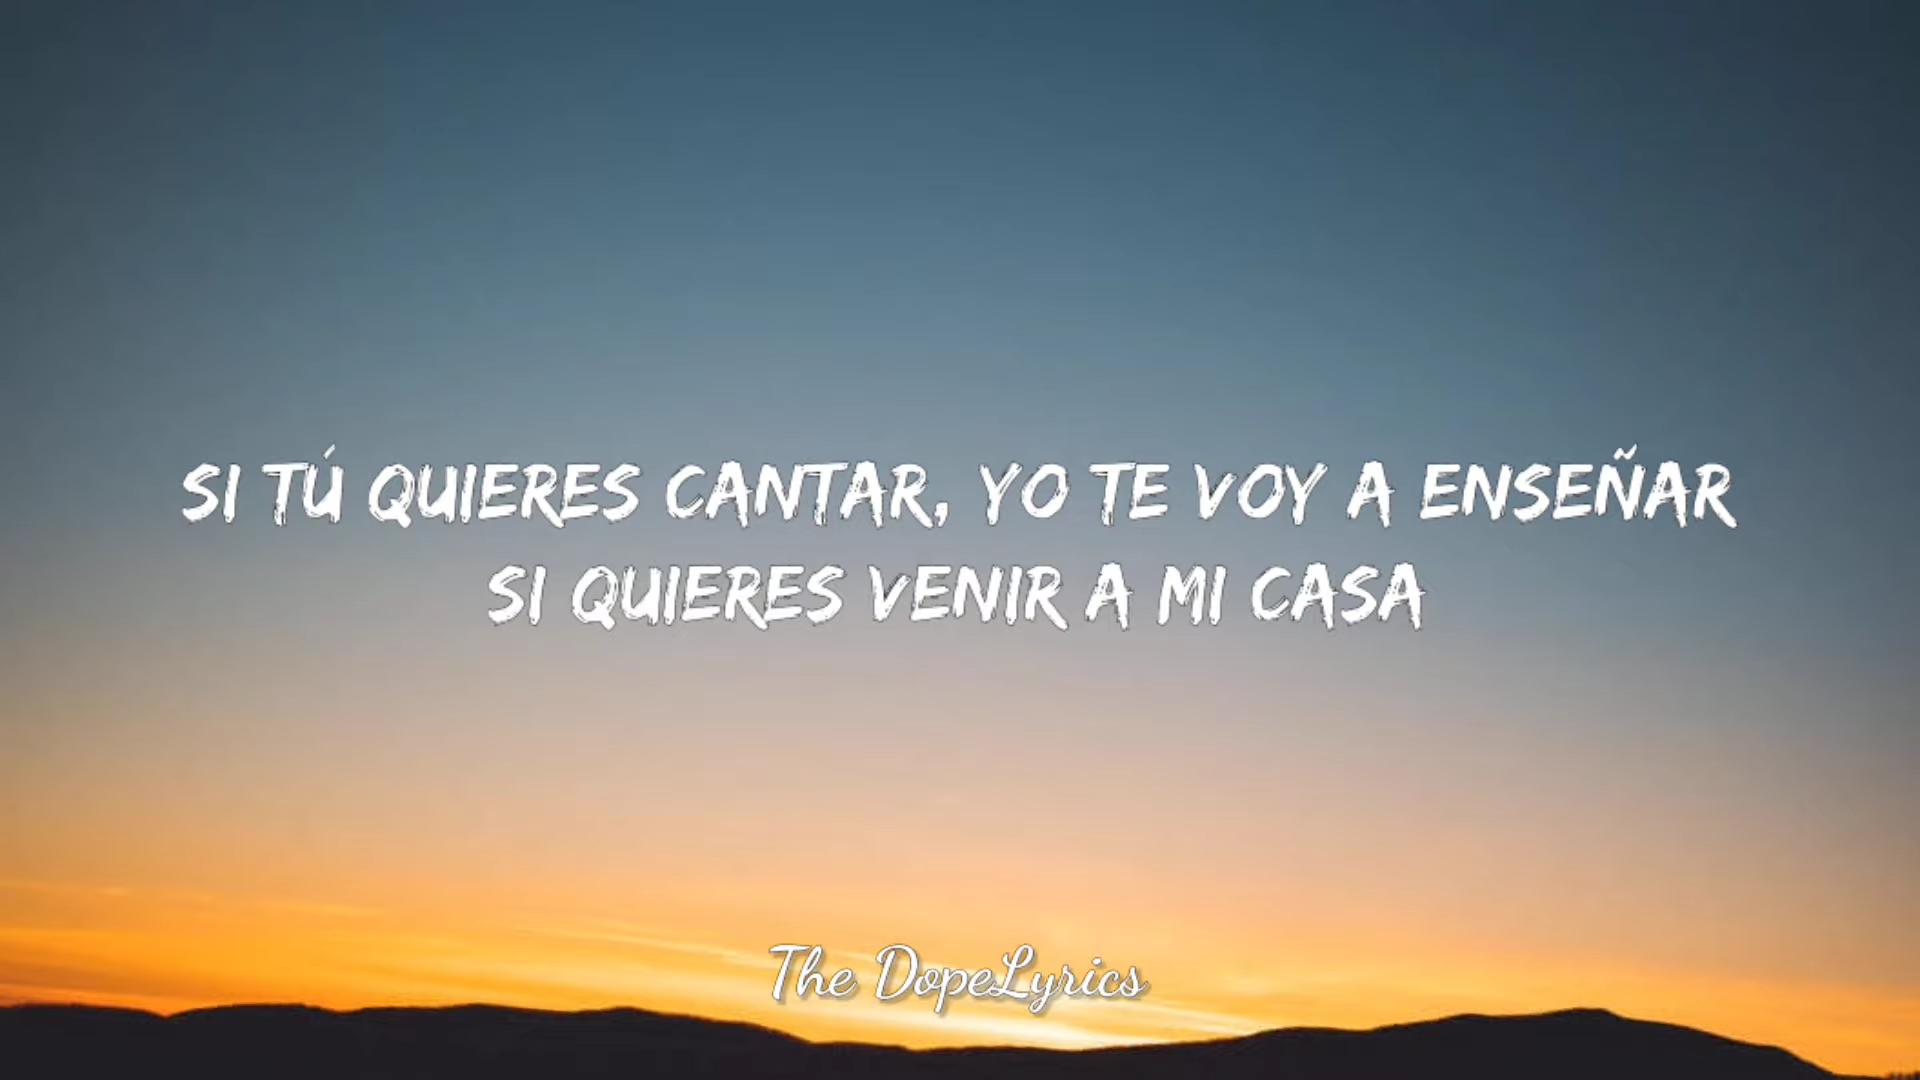 SI TÚ QUIERES CANTAR, YO TE VOY A ENSEÑAR
SI QUIERES VENIR A MI CASA
The DopeLyrics